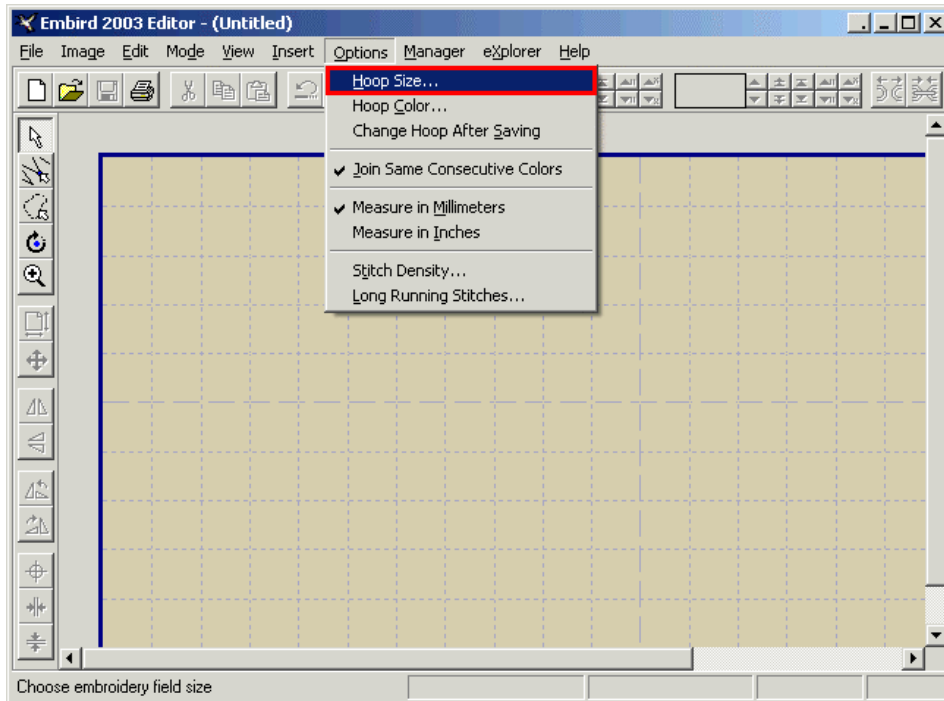 Embird 2003 Editor - (Untitled)
File Image Edit Mode View Insert Options Manager eXplorer Help
Hoop Size...
Hoop Color...
Change Hoop After Saving
Join Same Consecutive Colors
Measure in Millimeters
Measure in Inches
Stitch Density...
Long Running Stitches...
Choose embroidery field size